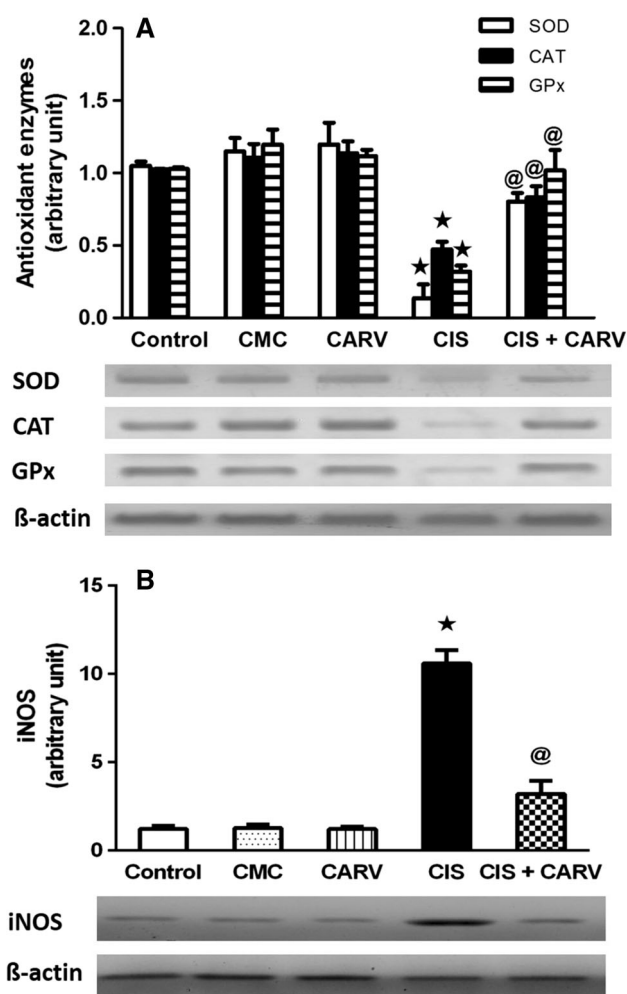 A
SOD
CAT
GPx
Antioxidant enzymes
(arbitrary unit)
2.0
1.5
1.0
0.5
0.0
★ ★ ★ @ @ @
Control CMC CARV CIS CIS + CARV
SOD
CAT
GPx
ß-actin
B
iNOS
(arbitrary unit)
15
10
5
0
★
@
Control CMC CARV CIS CIS + CARV
iNOS
ß-actin